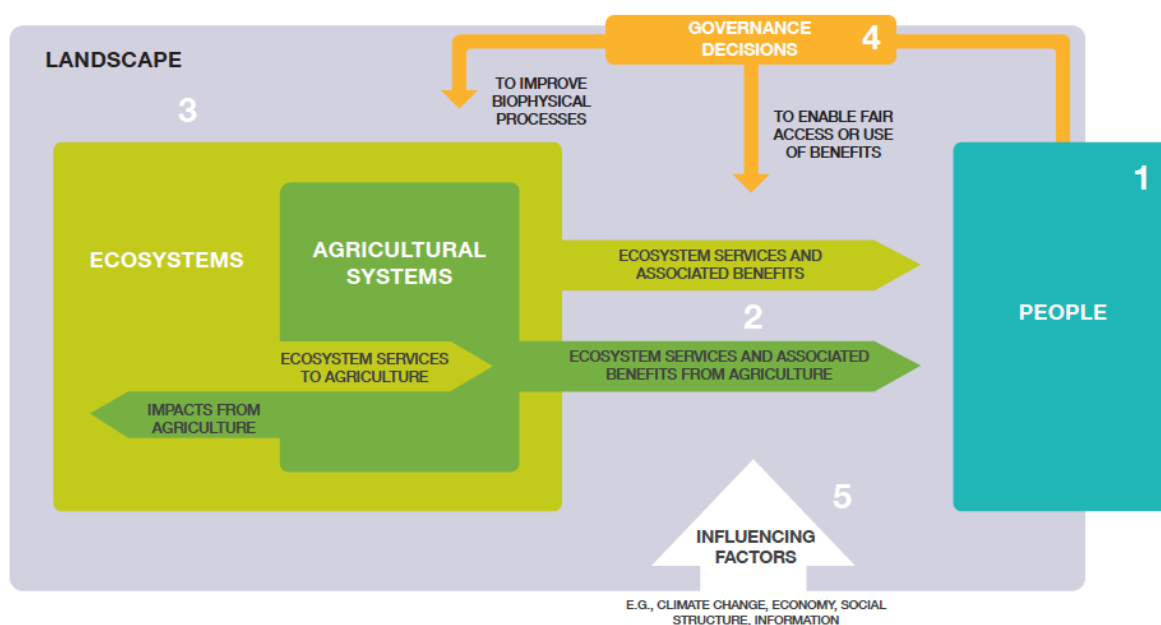 GOVERNANCE
DECISIONS
4
LANDSCAPE
3
TO IMPROVE
BIOPHYSICAL
PROCESSES
TO ENABLE FAIR
ACCESS OR USE
OF BENEFITS
1
ECOSYSTEMS
AGRICULTURAL
SYSTEMS
ECOSYSTEM SERVICES AND
ASSOCIATED BENEFITS
2
PEOPLE
ECOSYSTEM SERVICES
TO AGRICULTURE
ECOSYSTEM SERVICES AND ASSOCIATED
BENEFITS FROM AGRICULTURE
IMPACTS FROM
AGRICULTURE
5
INFLUENCING
FACTORS
E.G., CLIMATE CHANGE, ECONOMY, SOCIAL
STRUCTURE, INFORMATION